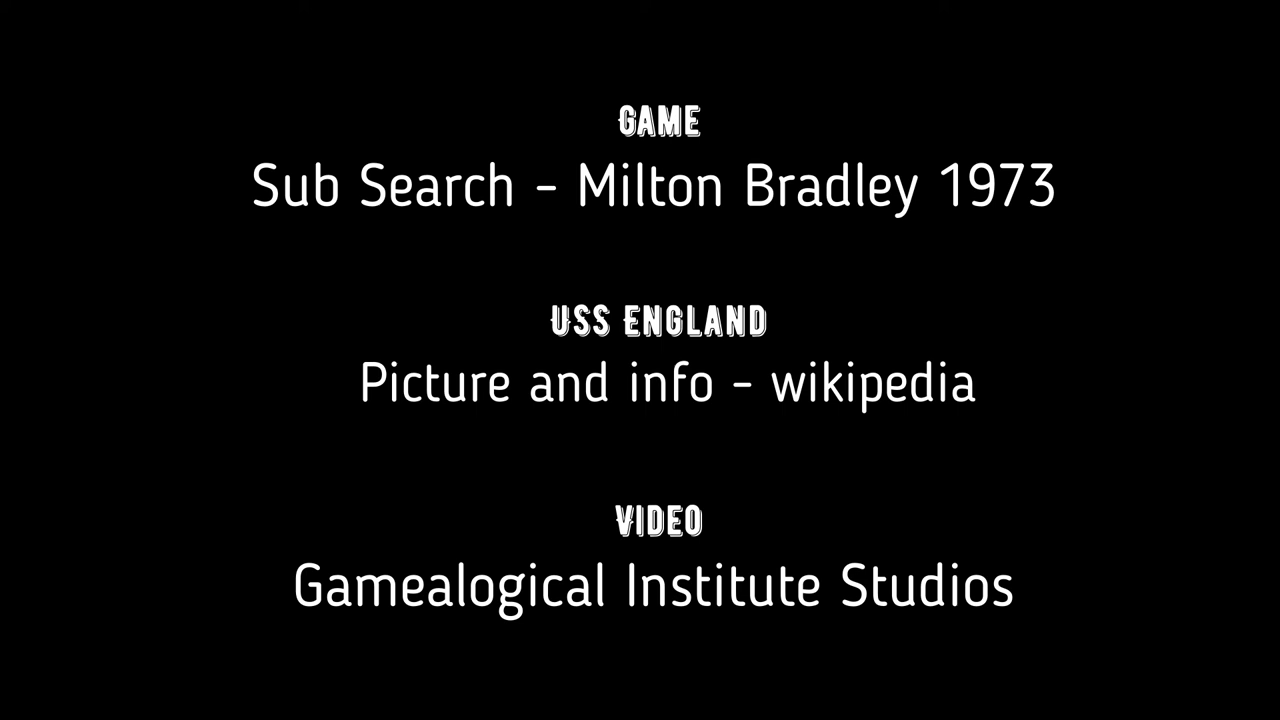 GAME
Sub Search - Milton Bradley 1973
USS ENGLAND
Picture and info - wikipedia
VIDEO
Gamealogical Institute Studios